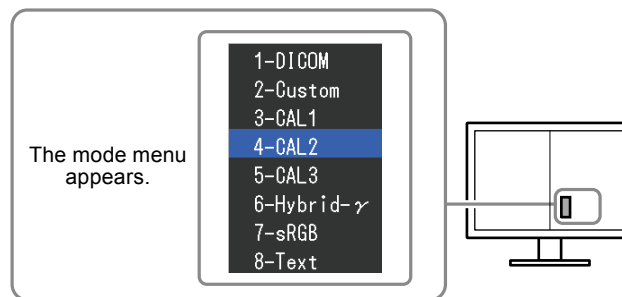 The mode menu
appears.
1-DICOM
2-Custom
3-CAL1
4-CAL2
5-CAL3
6-Hybrid-γ
7-sRGB
8-Text